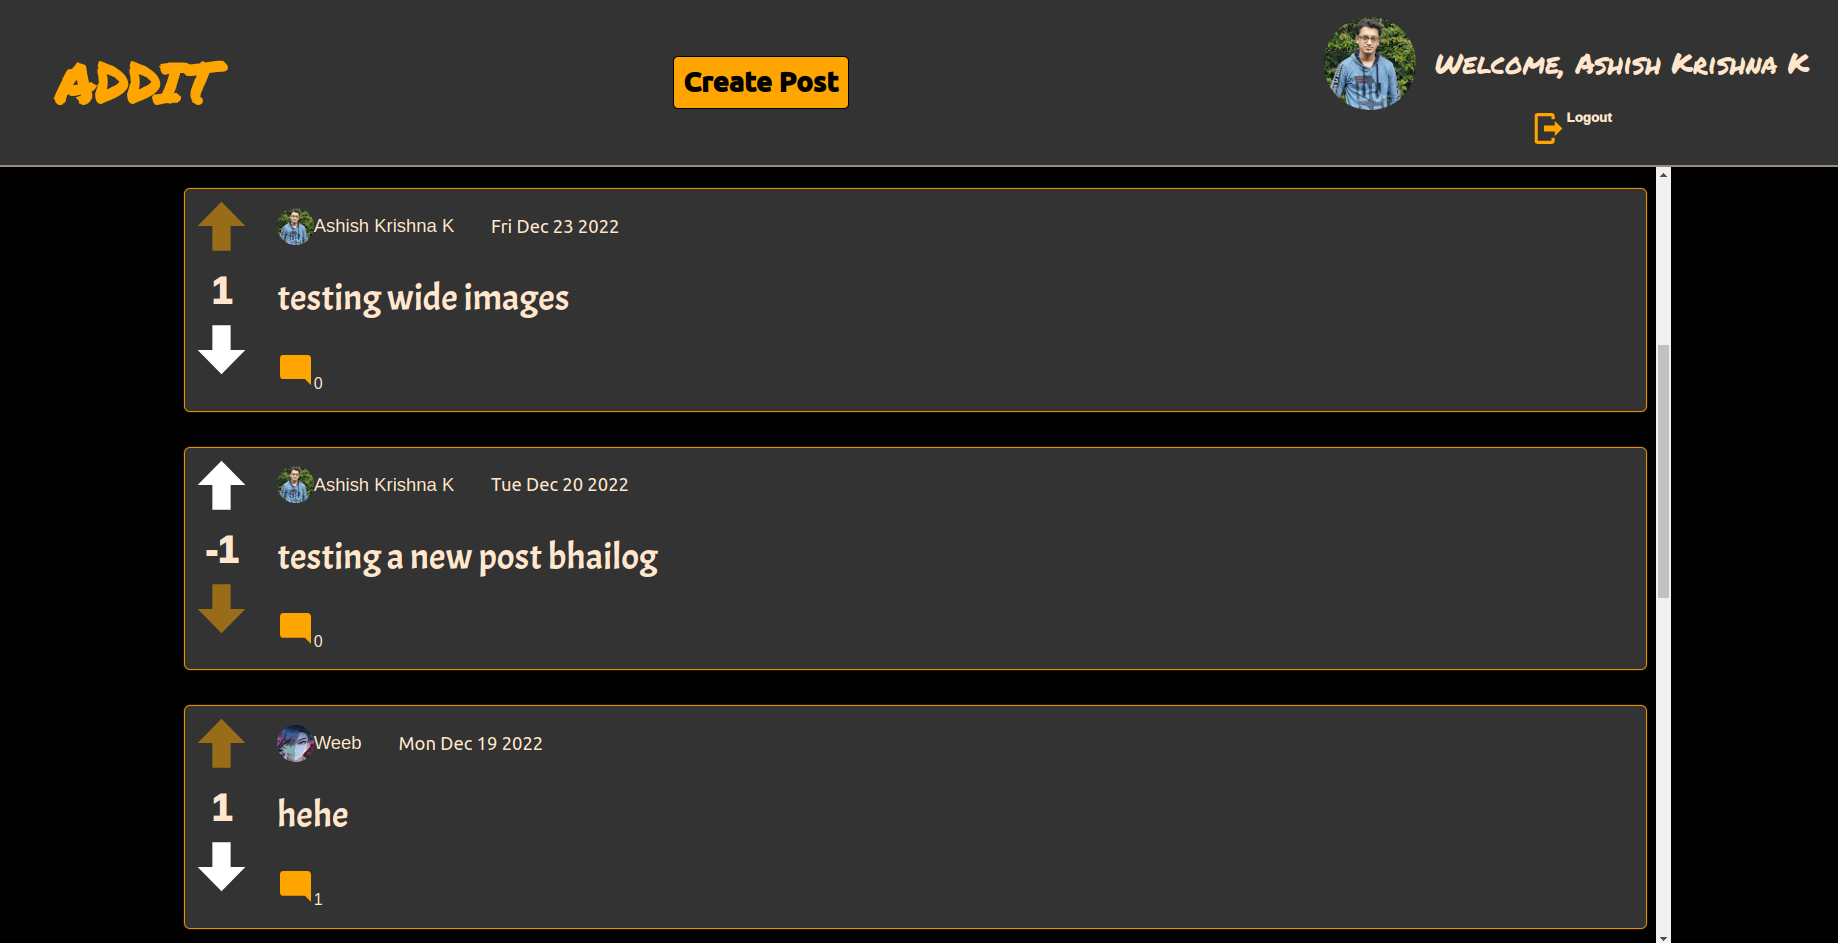 ADDIT
Create Post
Welcome, Ashish Krishna K
Logout
Ashish Krishna K Fri Dec 23 2022
1
testing wide images
0
Ashish Krishna K Tue Dec 20 2022
-1
testing a new post bhailog
0
Weeb Mon Dec 19 2022
1
hehe
1